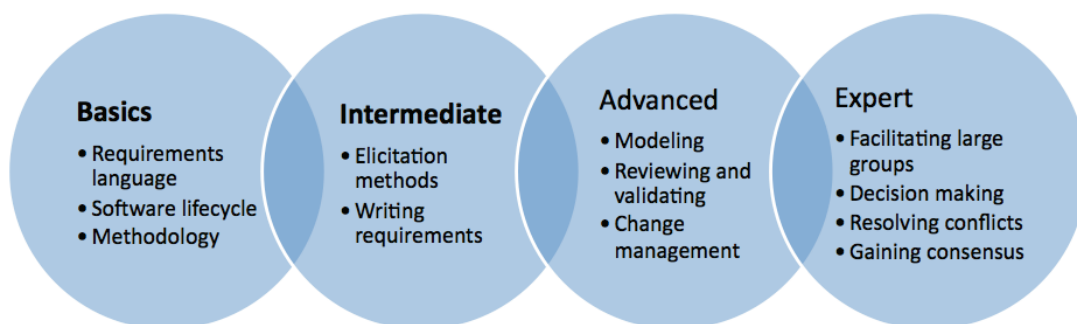 Basics
• Requirements
language
• Software lifecycle
• Methodology
Intermediate
• Elicitation
methods
• Writing
requirements
Advanced
• Modeling
• Reviewing and
validating
• Change
management
Expert
• Facilitating large
groups
• Decision making
• Resolving conflicts
• Gaining consensus